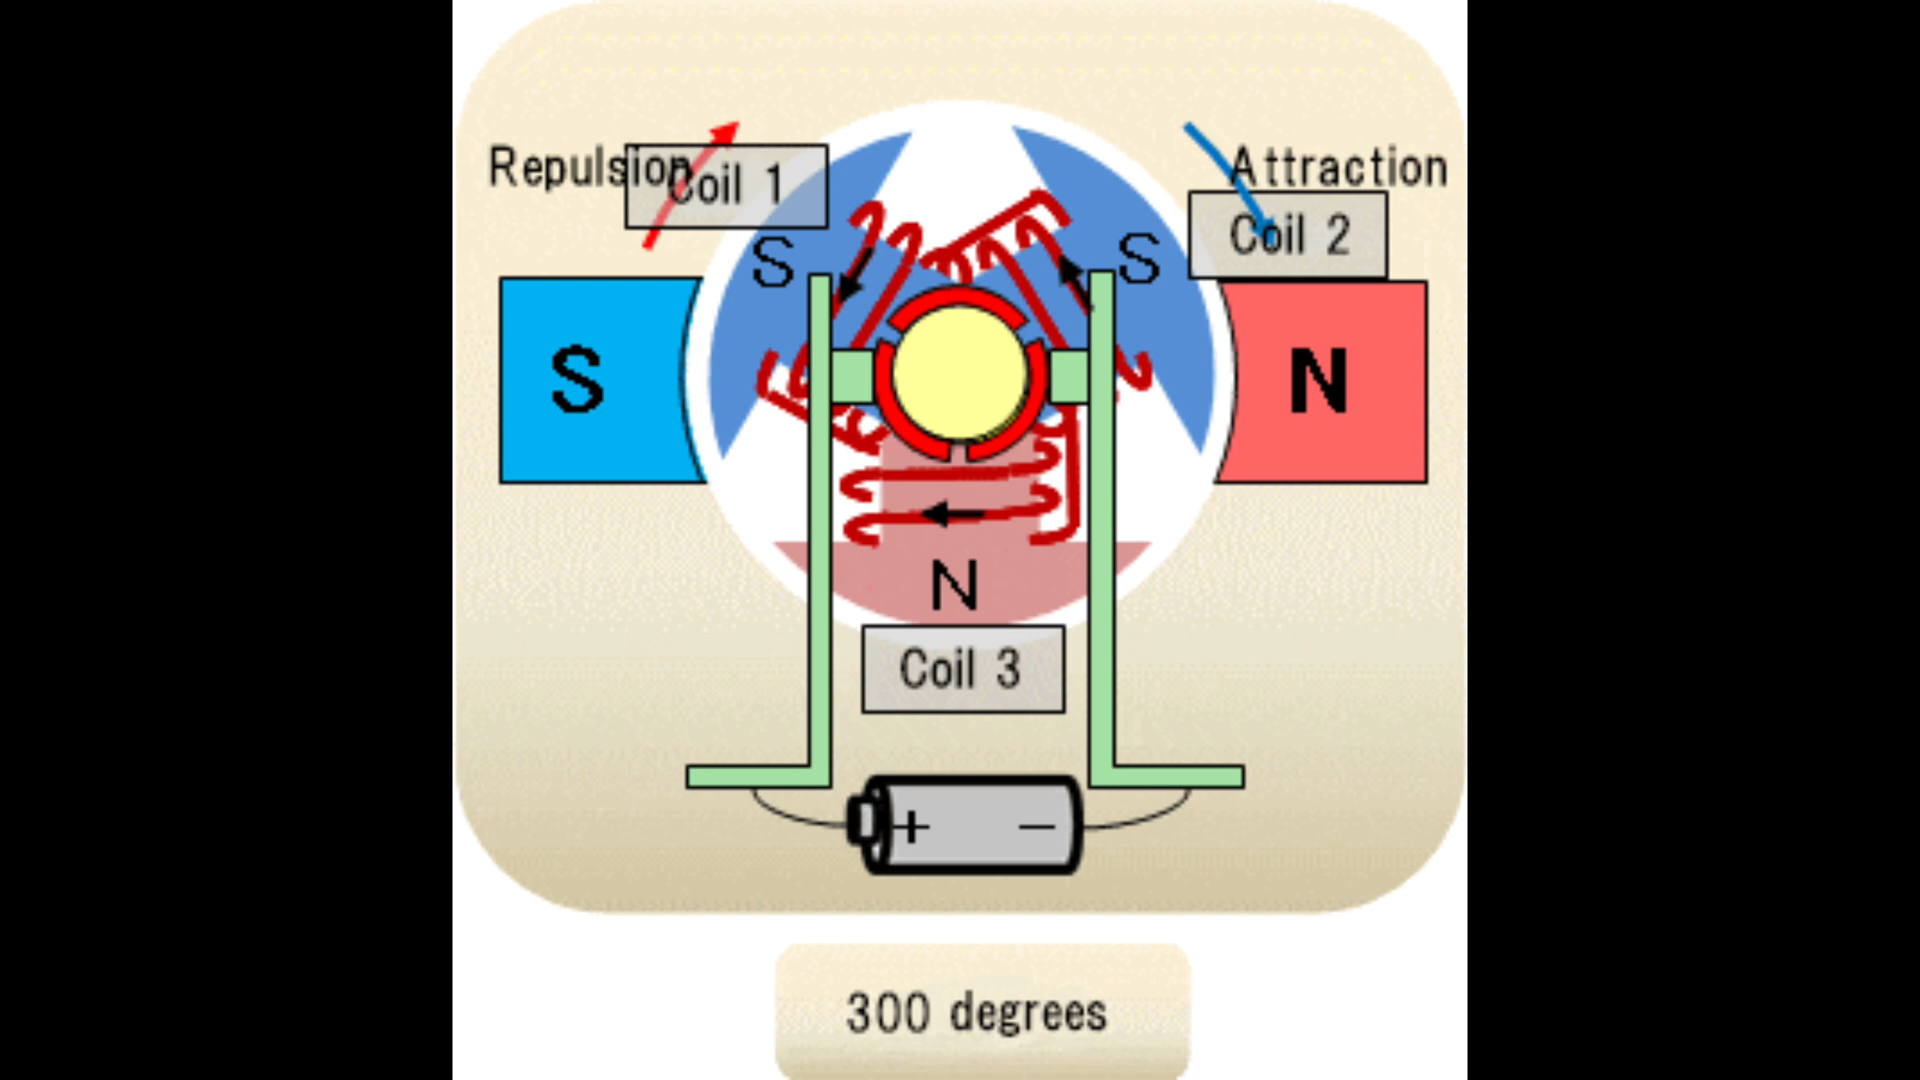 Repulsion
Coil 1
Attraction
Coil 2
S
S
S
N
N
Coil 3
+ −
300 degrees